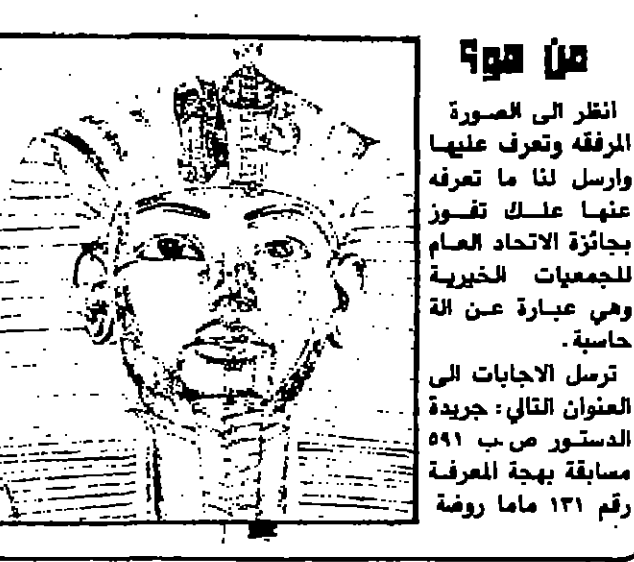 من هو؟
انظر الى الصورة
المرفقه وتعرف عليها
وارسل لنا ما تعرفه
عنها علك تفوز
بجائزة الاتحاد العام
للجمعيات الخيرية
وهي عبارة عن الة
حاسبة .
ترسل الاجابات الى
العنوان التالي : جريدة
الدستور ص.ب ٥٩١
مسابقة بهجة المعرفة
رقم ١٣١ ماما روضة